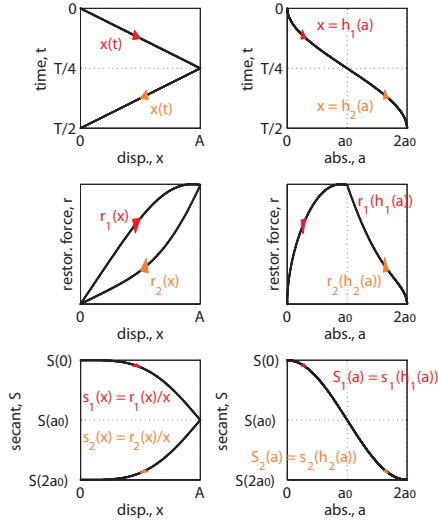 0
T/4
T/2
time, t
x(t)
x(t)
0
A
disp., x
0
T/4
T/2
time, t
x = h₁(a)
x = h₂(a)
0
2a₀
abs., a
restor. force, r
r₁(x)
r₂(x)
0
A
disp., x
restor. force, r
r₁(h₁(a))
r₂(h₂(a))
0
a₀
2a₀
abs., a
S(0)
S(a₀)
S(2a₀)
secant, S
s₁(x) = r₁(x)/x
s₂(x) = r₂(x)/x
0
A
disp., x
S(0)
S(a₀)
S(2a₀)
secant, S
S₁(a) = s₁(h₁(a))
S₂(a) = s₂(h₂(a))
0
a₀
2a₀
abs., a